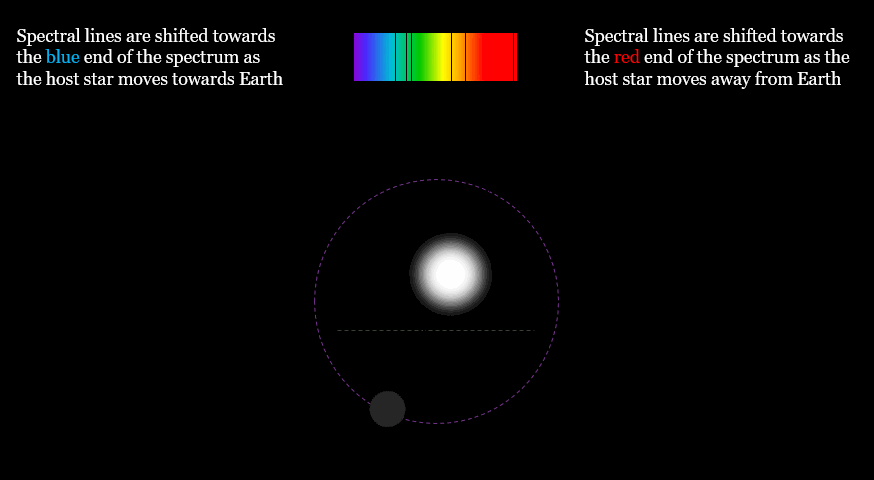 Spectral lines are shifted towards
the blue end of the spectrum as
the host star moves towards Earth
Spectral lines are shifted towards
the red end of the spectrum as the
host star moves away from Earth